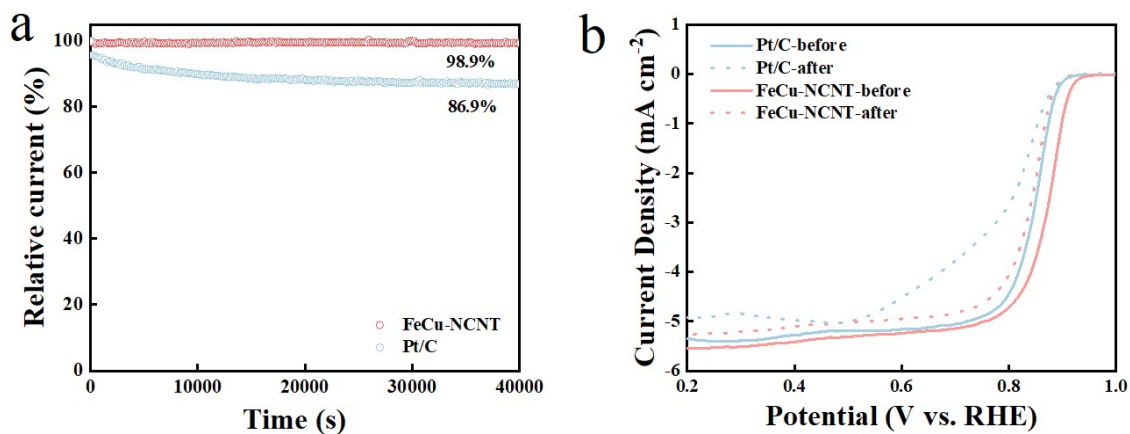 a
Relative current (%)
100
80
60
40
20
0
98.9%
86.9%
FeCu-NCNT
Pt/C
0 10000 20000 30000 40000
Time (s)
b
Current Density (mA cm⁻²)
1
0
-1
-2
-3
-4
-5
-6
Pt/C-before
Pt/C-after
FeCu-NCNT-before
FeCu-NCNT-after
0.2 0.4 0.6 0.8 1.0
Potential (V vs. RHE)